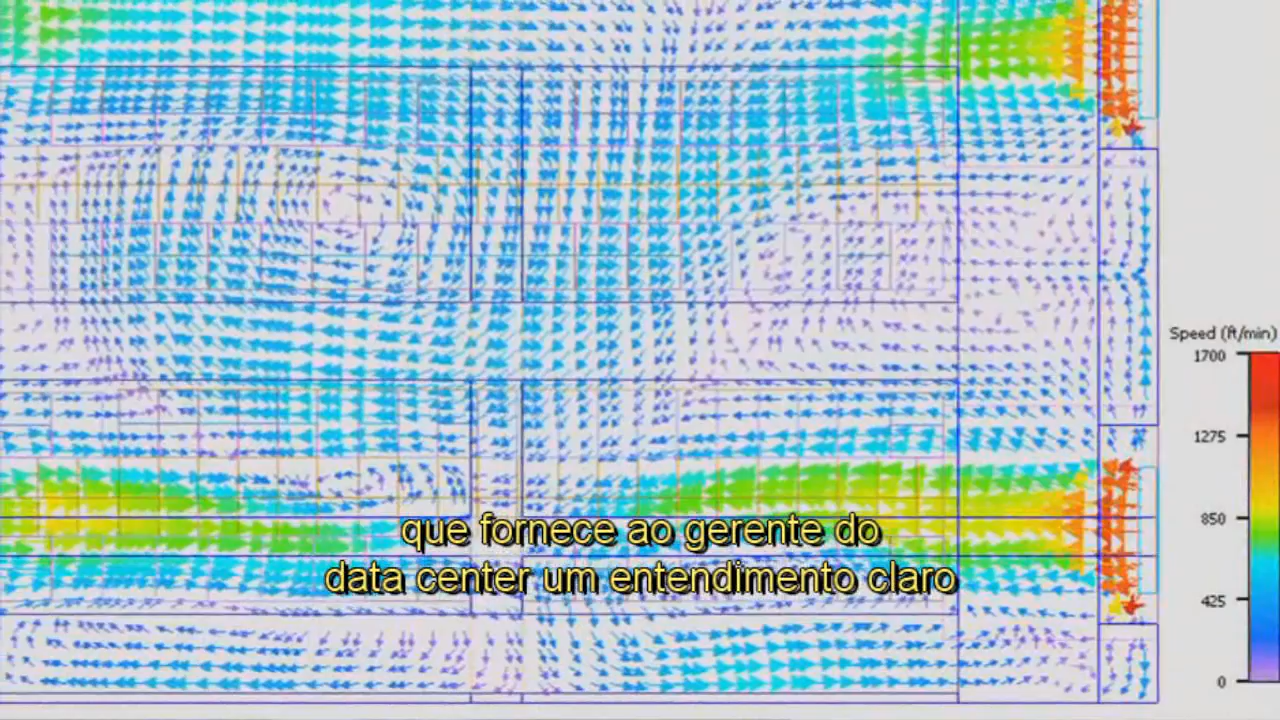 Speed (ft/min)
1700
1275
850
425
0
que fornece ao gerente do
data center um entendimento claro